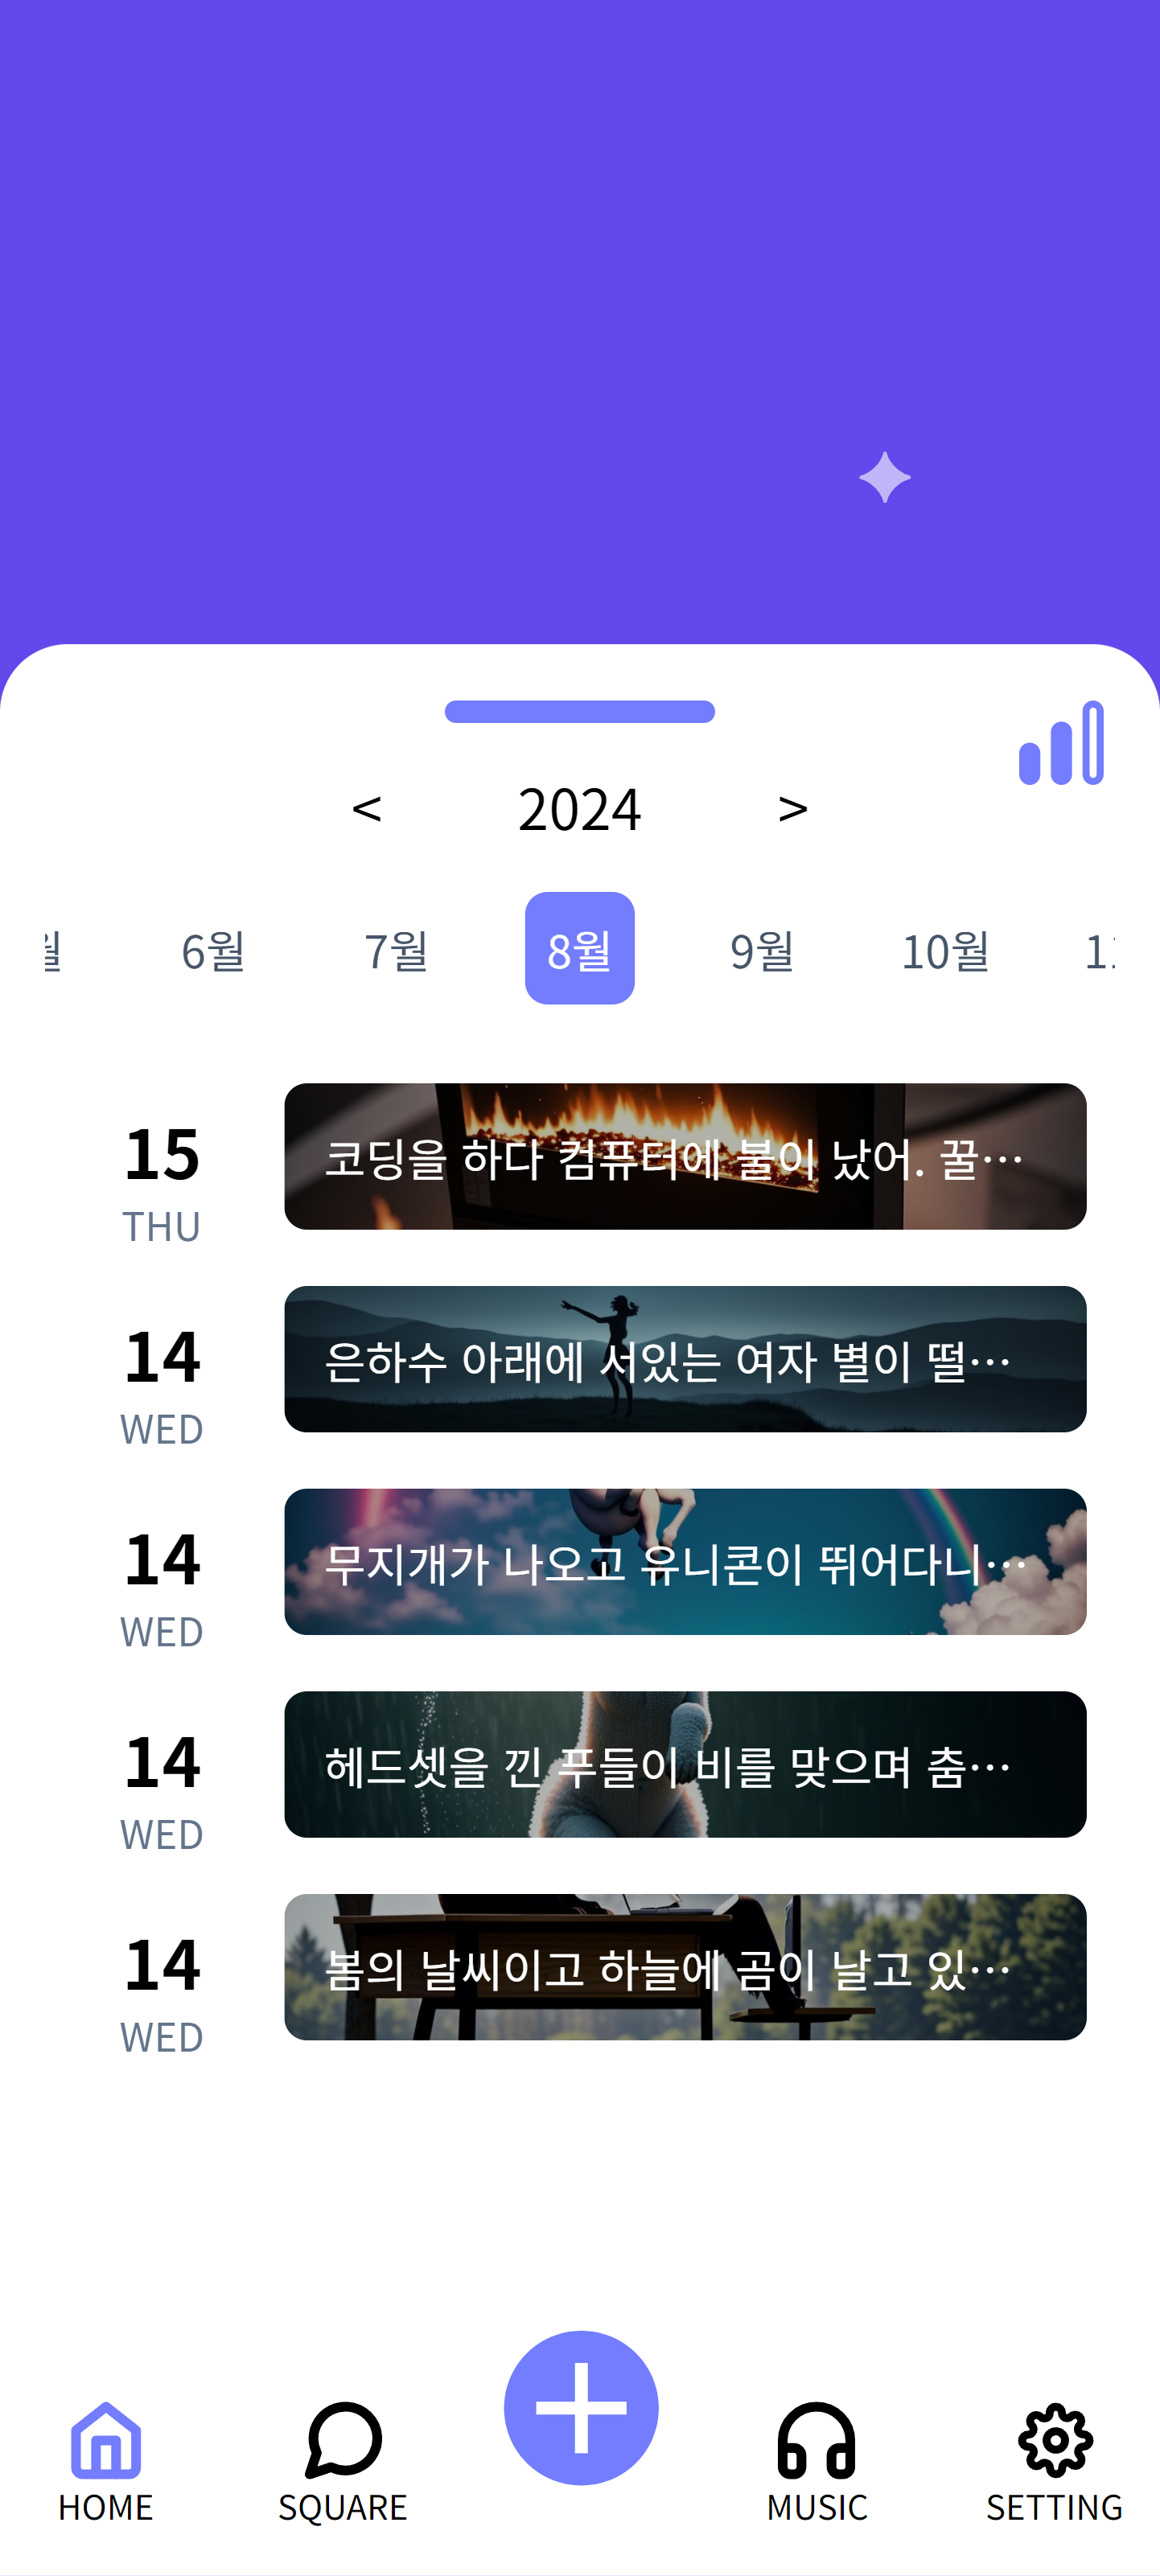 < 2024 >
6월 7월 8월 9월 10월
15
THU
코딩을 하다 컴퓨터에 불이 났어. 꿀…
14
WED
은하수 아래에 서있는 여자 별이 떨…
14
WED
무지개가 나오고 유니콘이 뛰어다니…
14
WED
헤드셋을 낀 푸들이 비를 맞으며 춤…
14
WED
봄의 날씨이고 하늘에 곰이 날고 있…
HOME SQUARE MUSIC SETTING